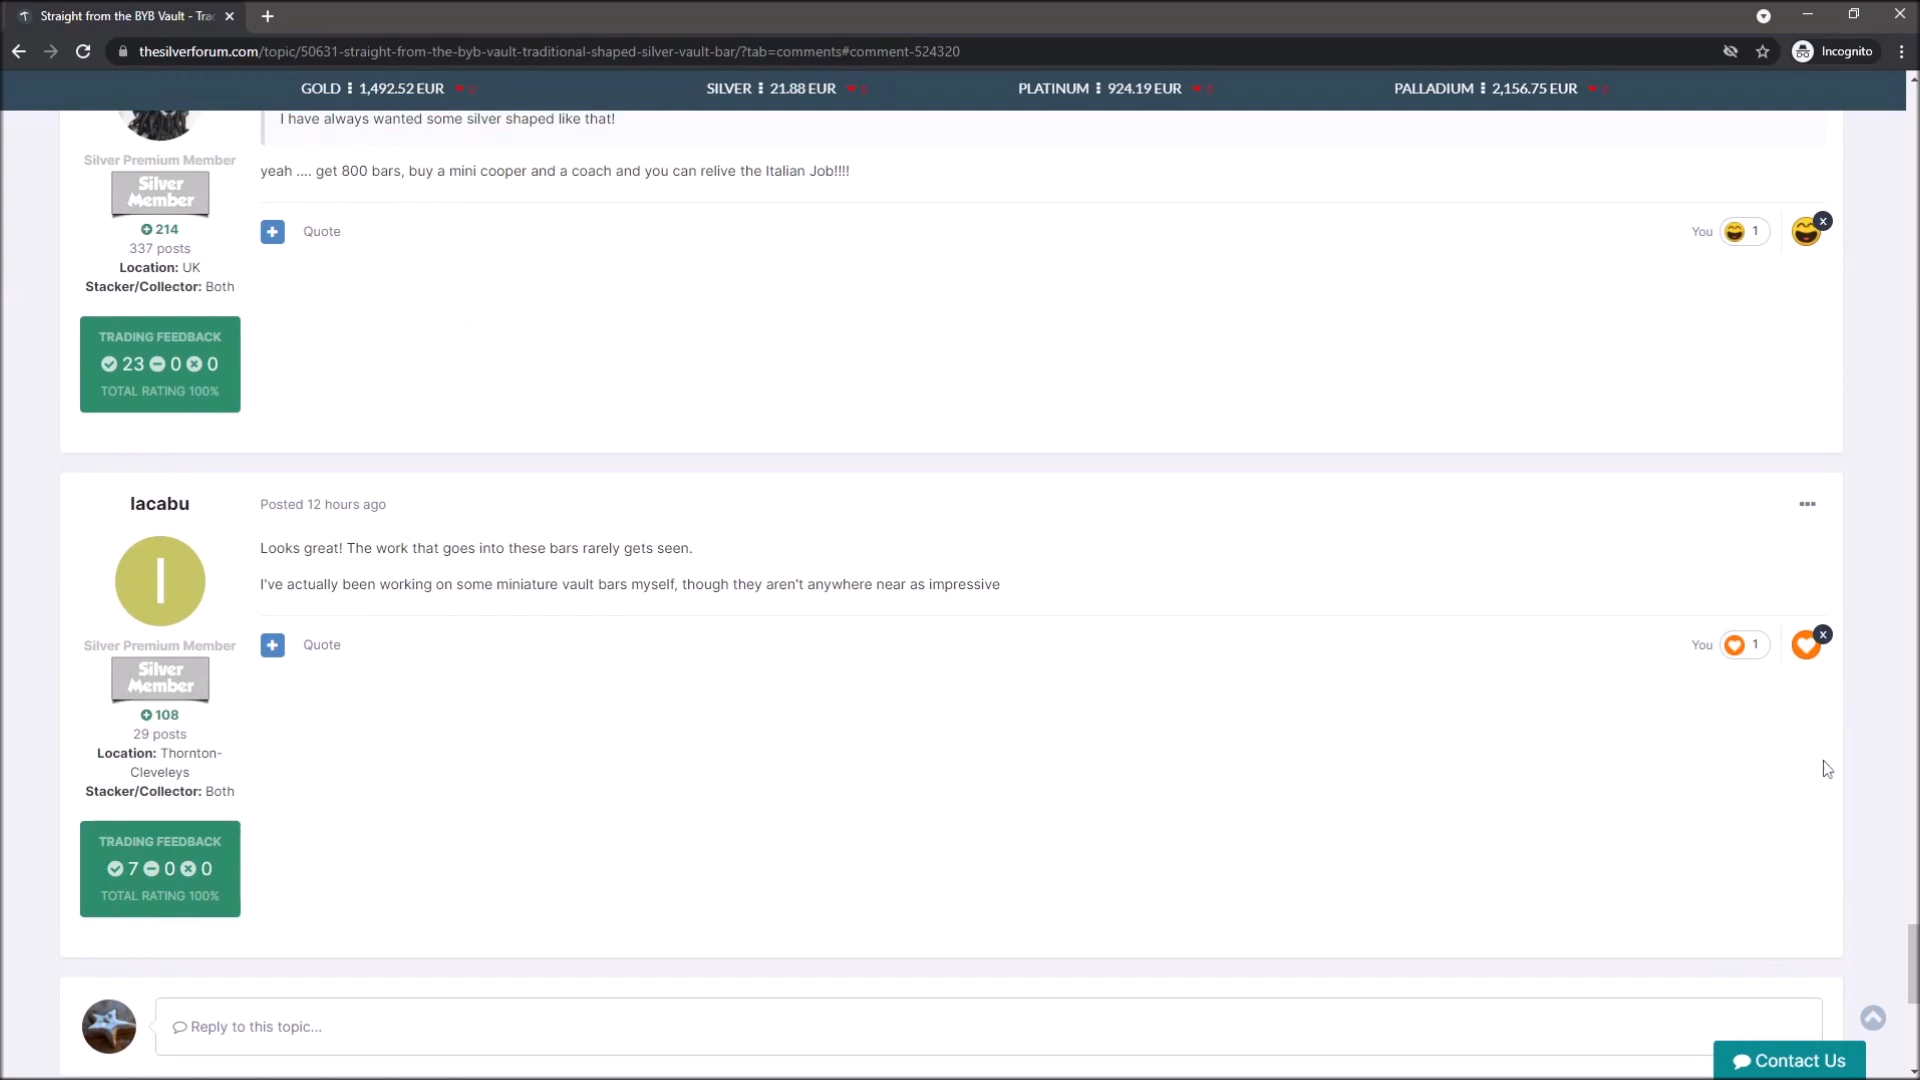 Straight from the BYB Vault - Tra
thesilverforum.com/topic/50631-straight-from-the-byb-vault-traditional-shaped-silver-vault-bar/?tab=comments#comment-524320
Incognito
GOLD 1,492.52 EUR
SILVER 21.88 EUR
PLATINUM 924.19 EUR
PALLADIUM 2,156.75 EUR
I have always wanted some silver shaped like that!
Silver Premium Member
Silver
Member
214
337 posts
Location: UK
Stacker/Collector: Both
TRADING FEEDBACK
23 0 0
TOTAL RATING 100%
yeah .... get 800 bars, buy a mini cooper and a coach and you can relive the Italian Job!!!!
Quote
You 1
lacabu
I
Silver Premium Member
Silver
Member
108
29 posts
Location: Thornton-
Cleveleys
Stacker/Collector: Both
TRADING FEEDBACK
7 0 0
TOTAL RATING 100%
Posted 12 hours ago
Looks great! The work that goes into these bars rarely gets seen.
I've actually been working on some miniature vault bars myself, though they aren't anywhere near as impressive
Quote
You 1
Reply to this topic...
Contact Us